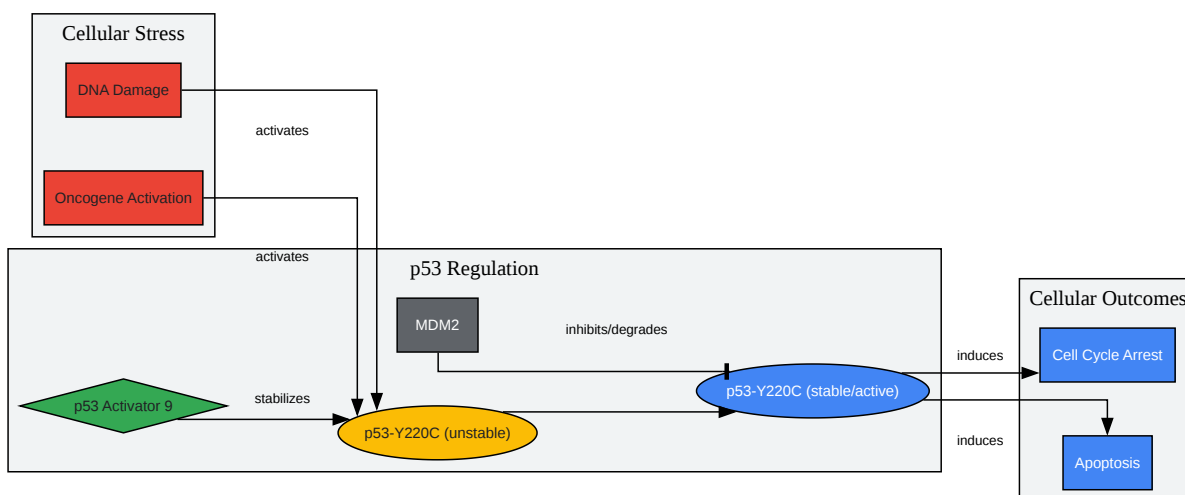 Cellular Stress
DNA Damage
activates
Oncogene Activation
activates
p53 Regulation
MDM2
inhibits/degrades
p53 Activator 9
stabilizes
p53-Y220C (unstable)
p53-Y220C (stable/active)
induces
induces
Cellular Outcomes
Cell Cycle Arrest
Apoptosis